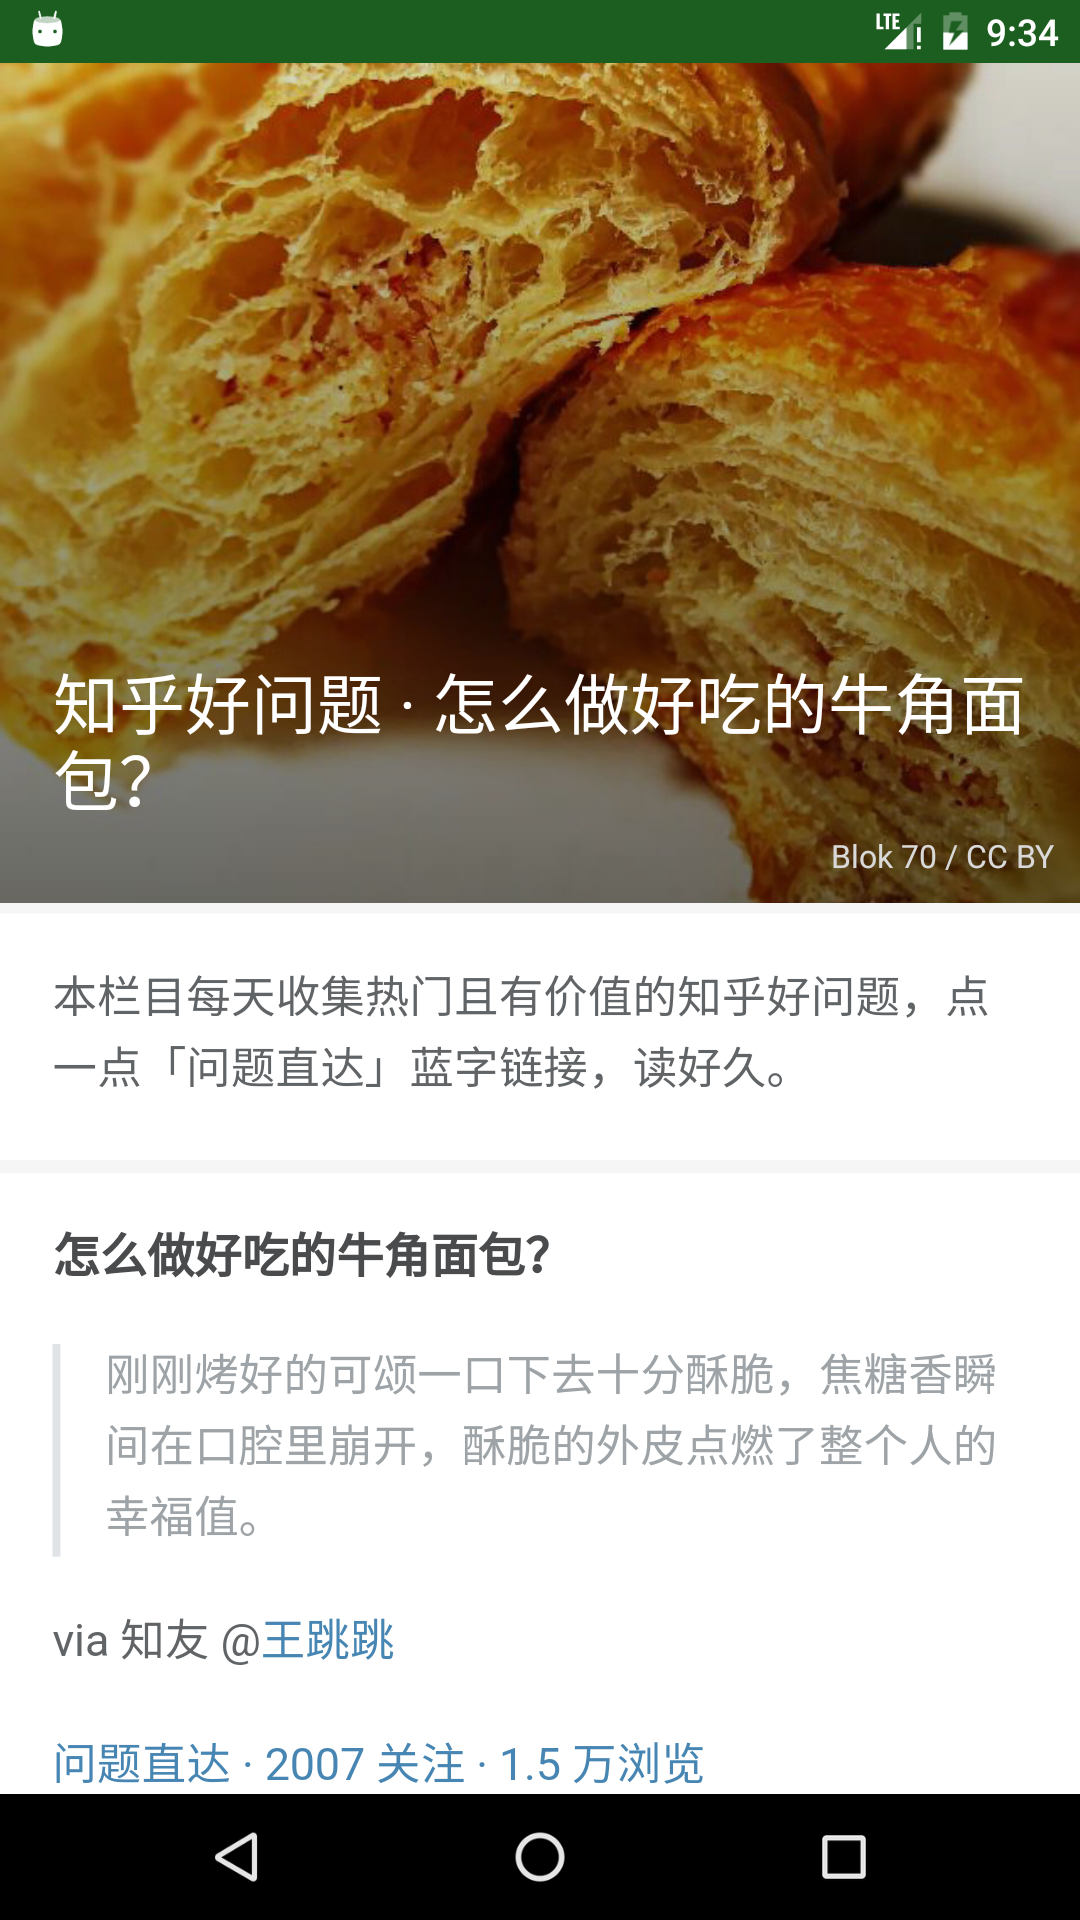 LTE 9:34
知乎好问题 · 怎么做好吃的牛角面
包？
Blok 70 / CC BY
本栏目每天收集热门且有价值的知乎好问题，点
一点「问题直达」蓝字链接，读好久。
怎么做好吃的牛角面包？
刚刚烤好的可颂一口下去十分酥脆，焦糖香瞬
间在口腔里崩开，酥脆的外皮点燃了整个人的
幸福值。
via 知友 @王跳跳
问题直达 · 2007 关注 · 1.5 万浏览